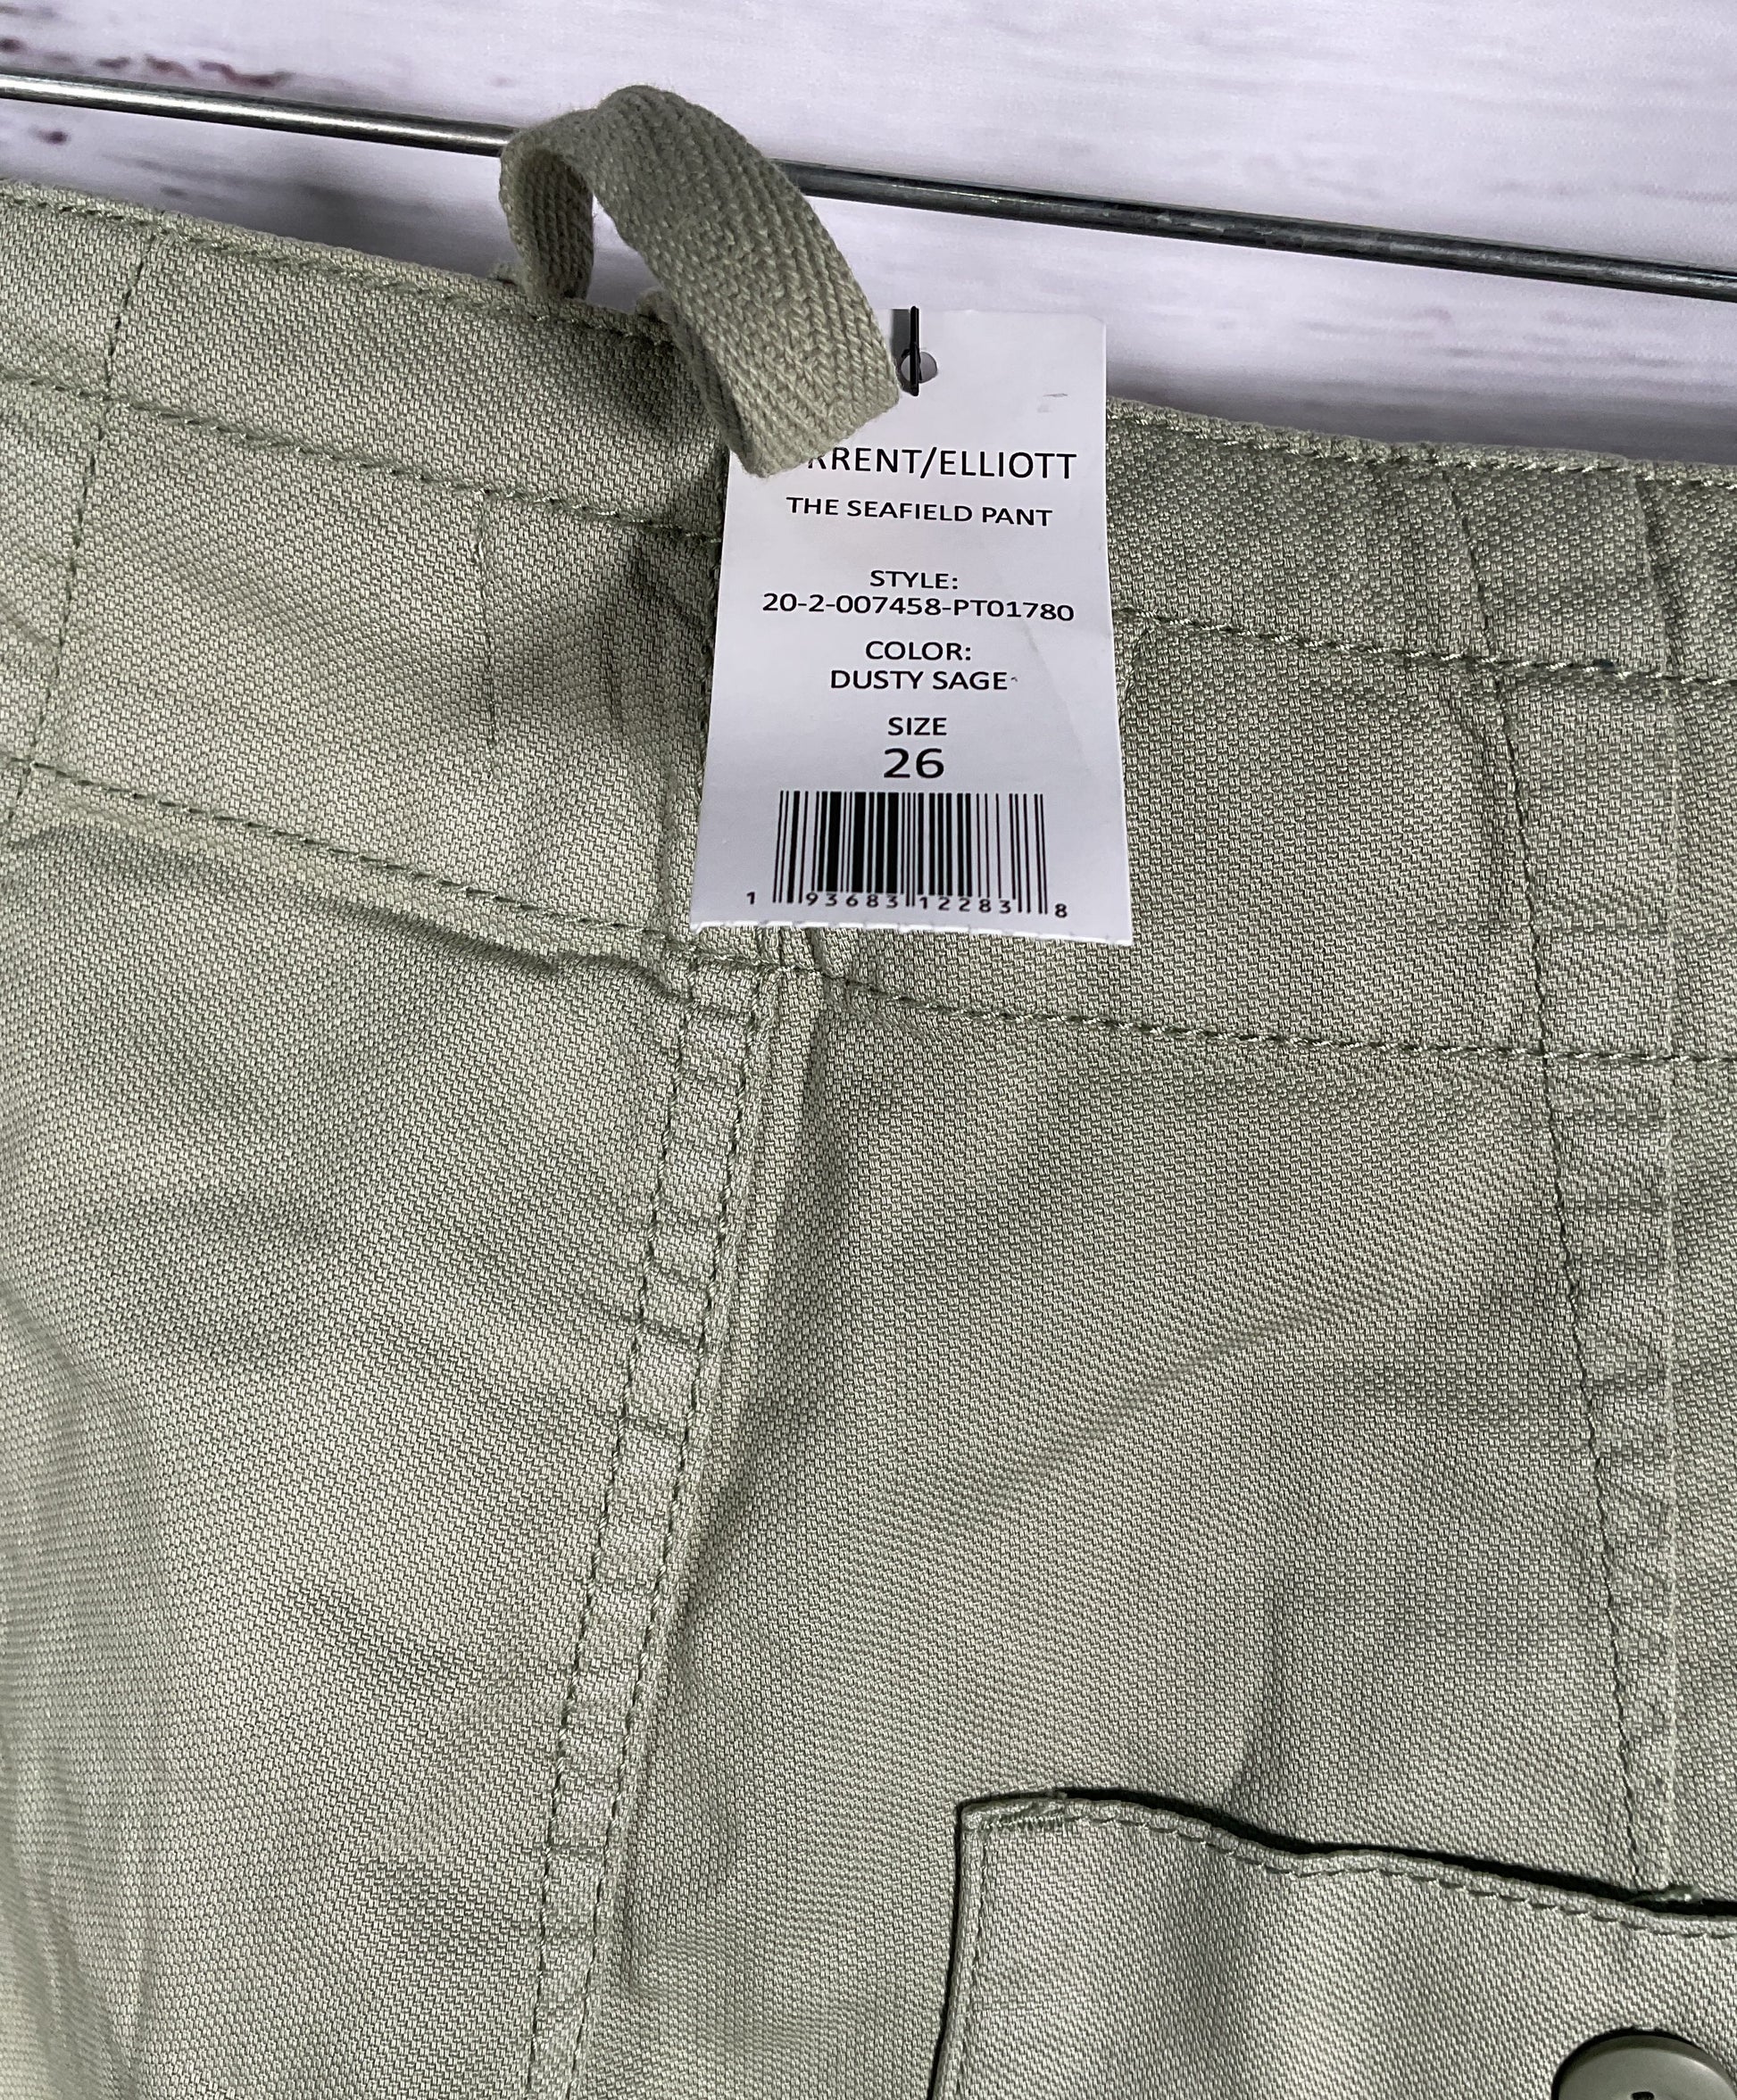 RRENT/ELLIOTT
THE SEAFIELD PANT
STYLE:
20-2-007458-PT01780
COLOR:
DUSTY SAGE
SIZE
26
1 93683 12283 8